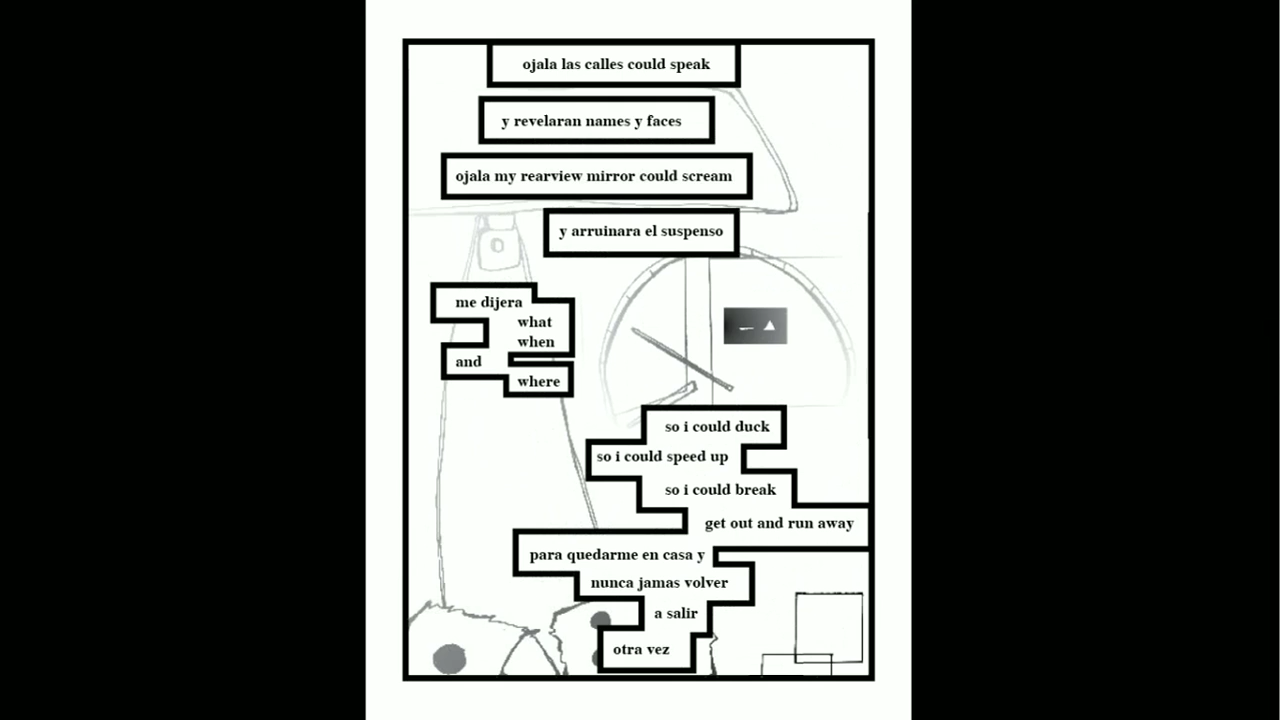 ojala las calles could speak
y revelaran names y faces
ojala my rearview mirror could scream
y arruinara el suspenso
me dijera
what
when
and
where
so i could duck
so i could speed up
so i could break
get out and run away
para quedarme en casa y
nunca jamas volver
a salir
otra vez